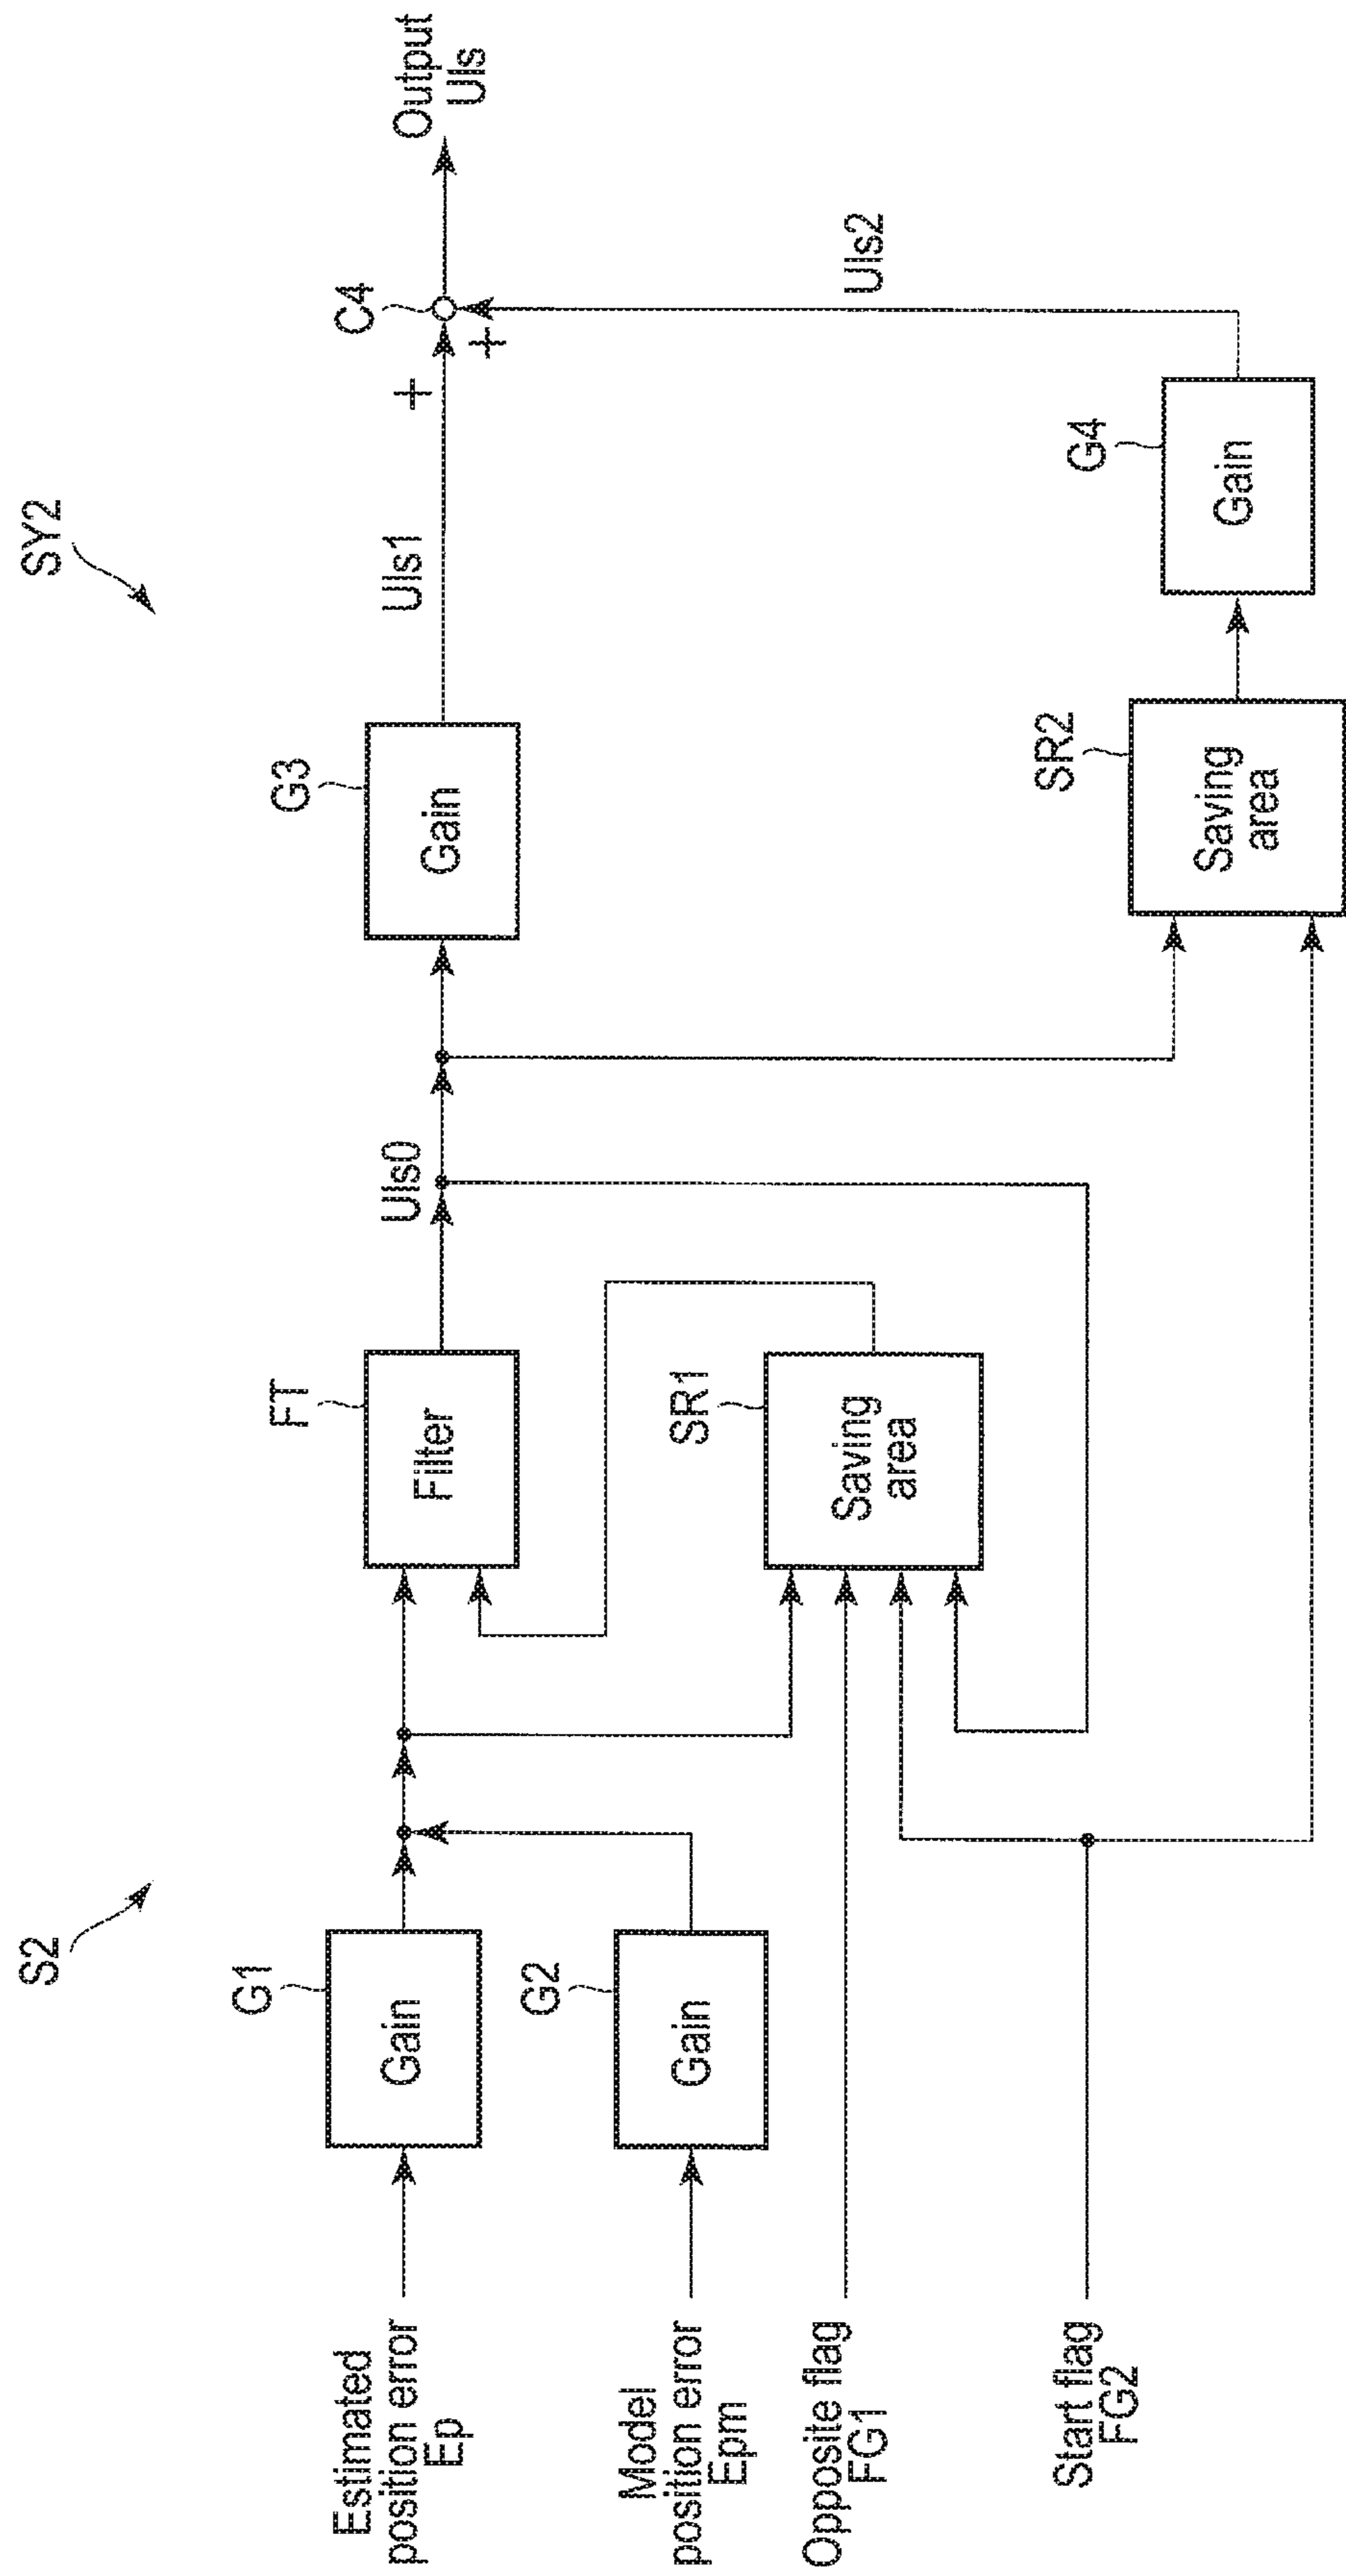 S2
SY2
Estimated
position error
Ep
G1
Gain
Model
position error
Epm
G2
Gain
Opposite flag
FG1
Start flag
FG2
FT
Filter
SR1
Saving
area
Uls0
G3
Gain
Uls1
SR2
Saving
area
G4
Gain
Uls2
C4
+
+
Output
Uls